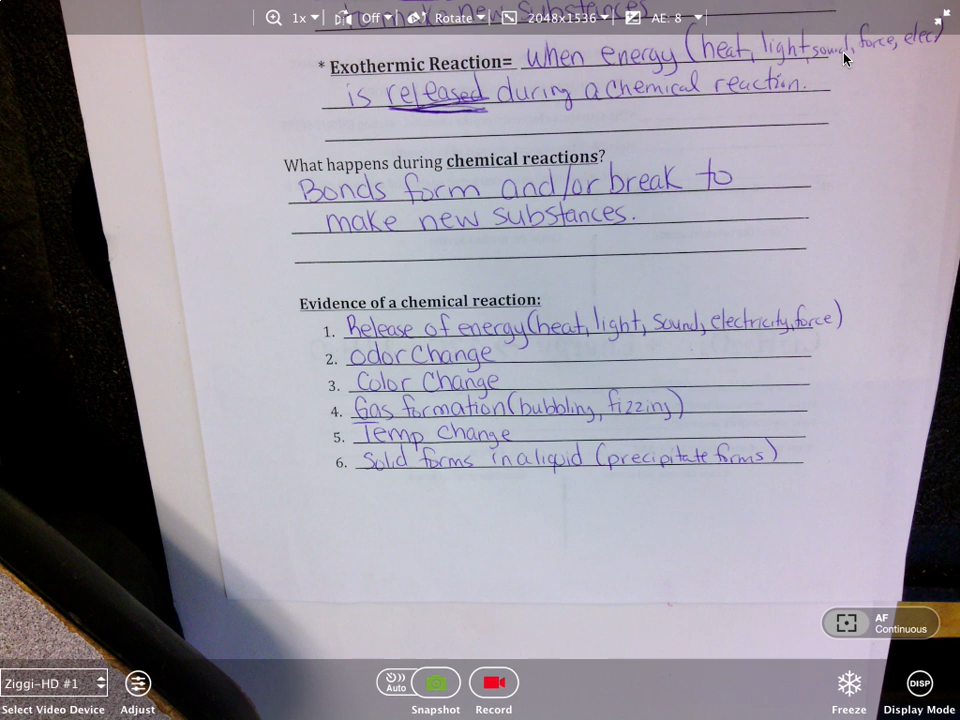 1x
Off
Rotate
2048x1536
AE: 8
new substances
* Exothermic Reaction= When energy (heat, light, sound, force, elec)
is released during a chemical reaction.
What happens during chemical reactions?
Bonds form and/or break to
make new substances.
Evidence of a chemical reaction:
1. Release of energy (heat, light, sound, electricity, force)
2. odor change
3. Color Change
4. Gas formation (bubbling, fizzing)
5. Temp change
6. Solid forms in a liquid (precipitate forms)
AF
Continuous
Ziggi-HD #1
Auto
DISP
Select Video Device
Adjust
Snapshot
Record
Freeze
Display Mode